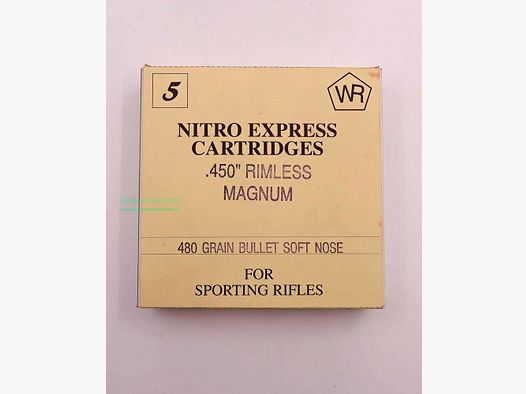 5
WR
NITRO EXPRESS
CARTRIDGES
.450" RIMLESS
MAGNUM
480 GRAIN BULLET SOFT NOSE
FOR
SPORTING RIFLES